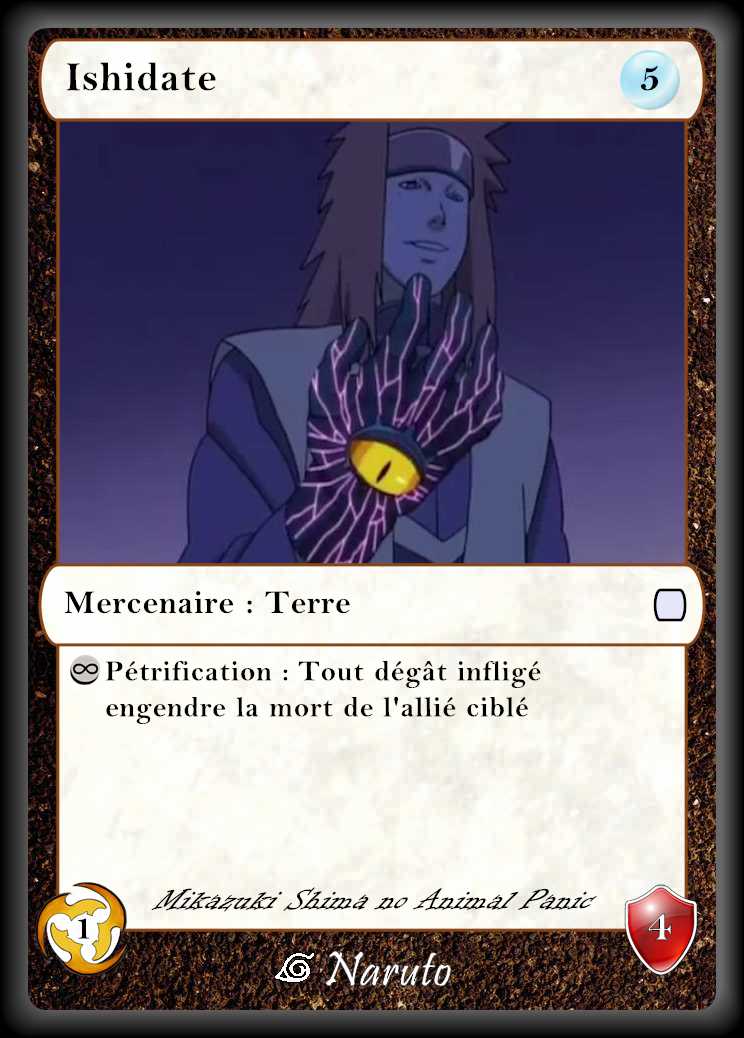 Ishidate
5
Mercenaire : Terre
∞ Pétrification : Tout dégât infligé
engendre la mort de l'allié ciblé
Mikazuki Shima no Animal Panic
1
4
Naruto